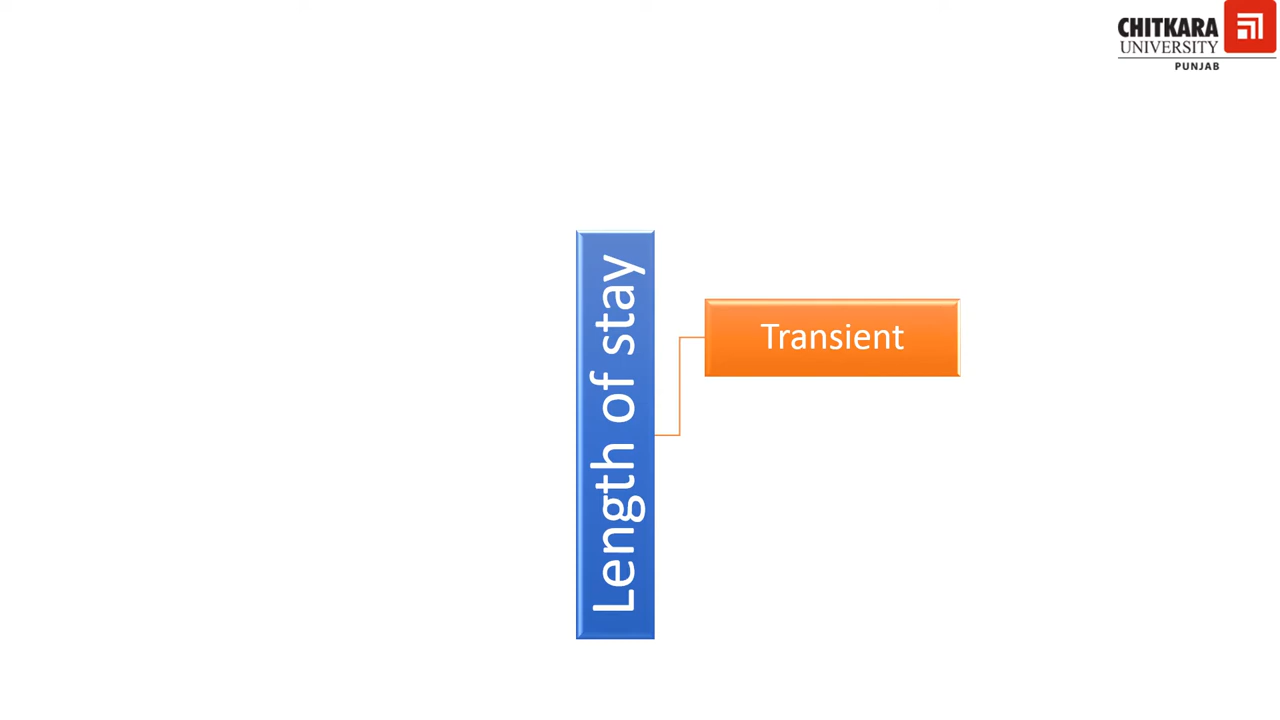 CHITKARA
UNIVERSITY
PUNJAB
Length of stay
Transient